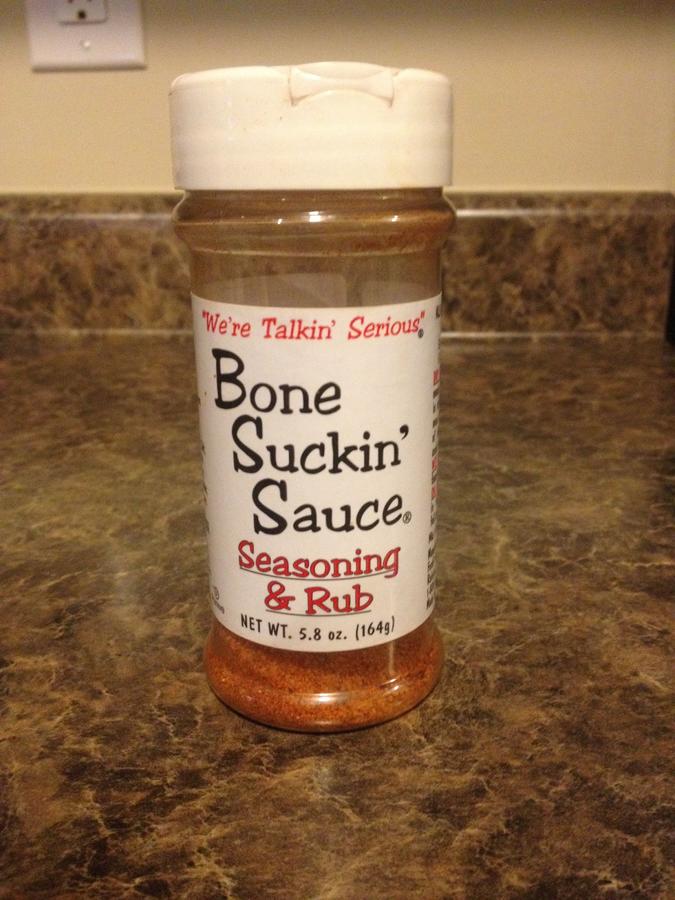 "We're Talkin' Serious"®
Bone
Suckin'
Sauce®
Seasoning
& Rub
NET WT. 5.8 oz. (164g)